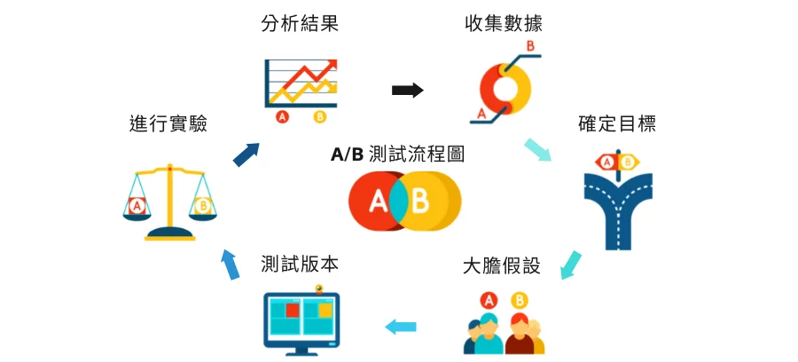 分析結果
收集數據
B
A
A B
進行實驗
確定目標
A/B 測試流程圖
A B
A B
A B
測試版本
大膽假設
A B